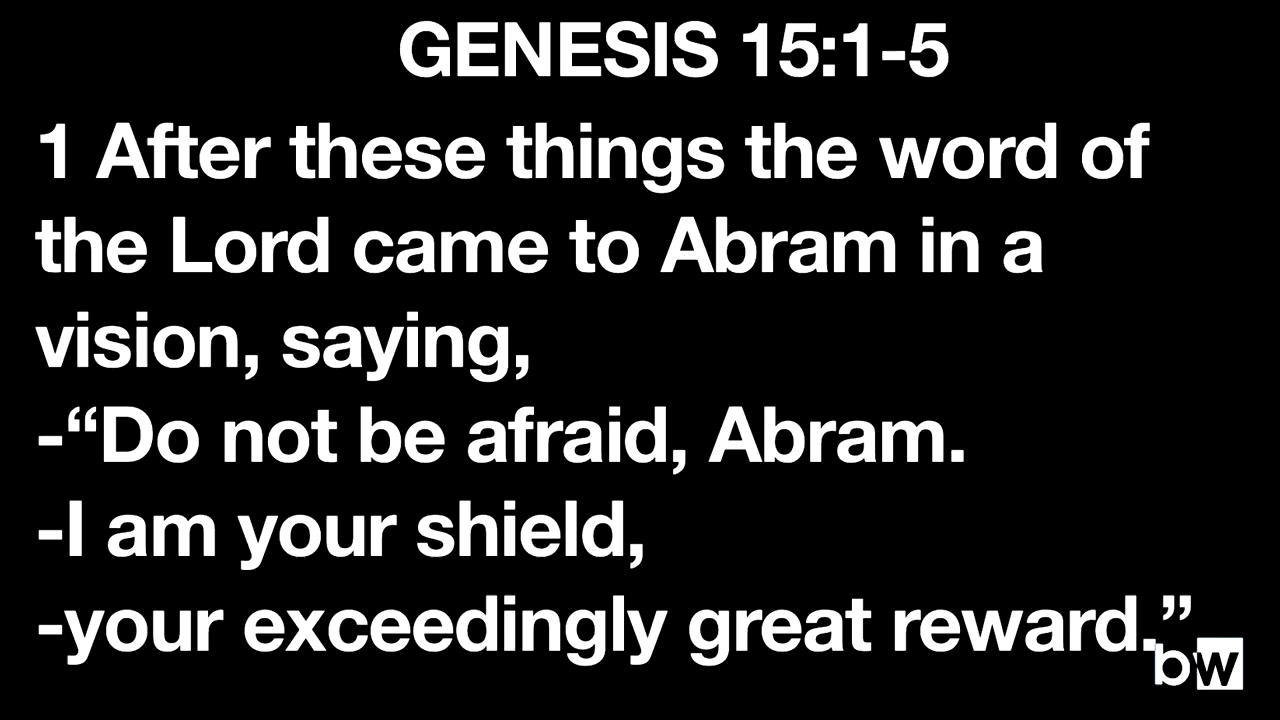 GENESIS 15:1-5
1 After these things the word of
the Lord came to Abram in a
vision, saying,
-“Do not be afraid, Abram.
-I am your shield,
-your exceedingly great reward.”
bw